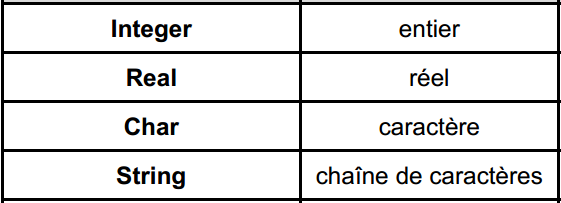 Integer entier
Real réel
Char caractère
String chaîne de caractères